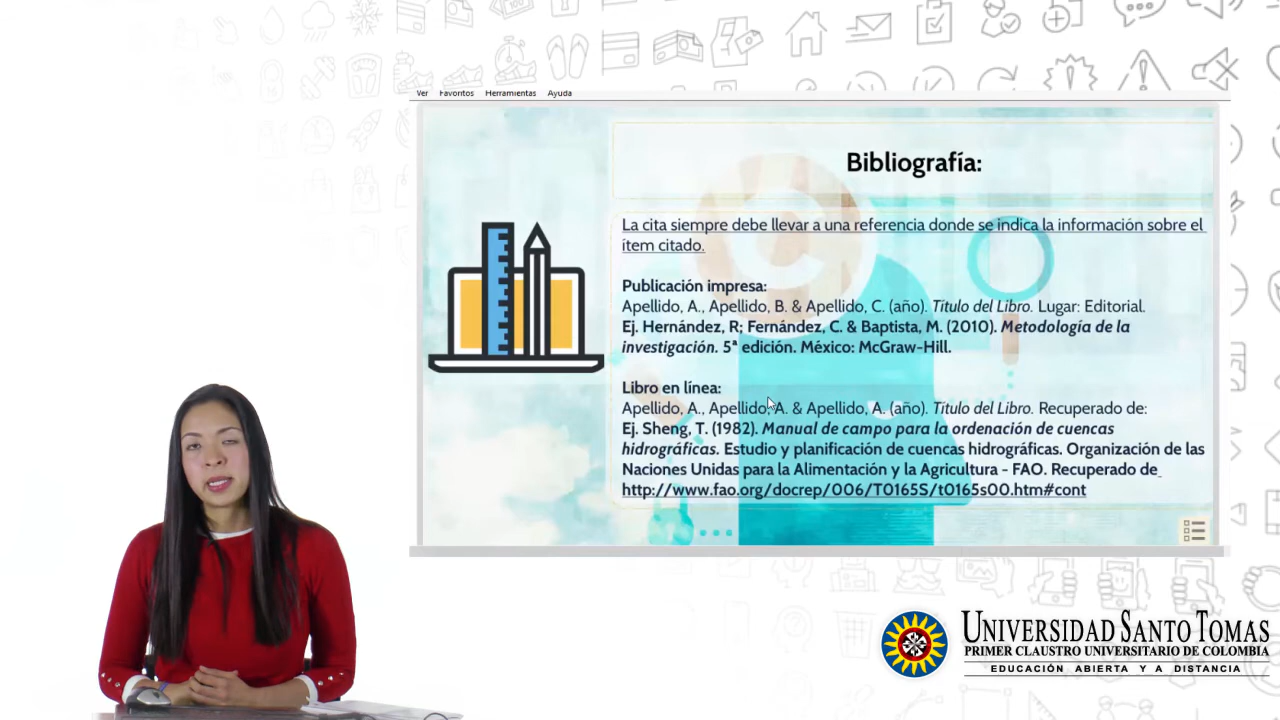 Ver Favoritos Herramientas Ayuda
Bibliografía:
La cita siempre debe llevar a una referencia donde se indica la información sobre el
ítem citado.
Publicación impresa:
Apellido, A., Apellido, B. & Apellido, C. (año). Título del Libro. Lugar: Editorial.
Ej. Hernández, R; Fernández, C. & Baptista, M. (2010). Metodología de la
investigación. 5ª edición. México: McGraw-Hill.
Libro en línea:
Apellido, A., Apellido, A. & Apellido, A. (año). Título del Libro. Recuperado de:
Ej. Sheng, T. (1982). Manual de campo para la ordenación de cuencas
hidrográficas. Estudio y planificación de cuencas hidrográficas. Organización de las
Naciones Unidas para la Alimentación y la Agricultura - FAO. Recuperado de
http://www.fao.org/docrep/006/T0165S/t0165s00.htm#cont
UNIVERSIDAD SANTO TOMAS
PRIMER CLAUSTRO UNIVERSITARIO DE COLOMBIA
EDUCACIÓN ABIERTA Y A DISTANCIA